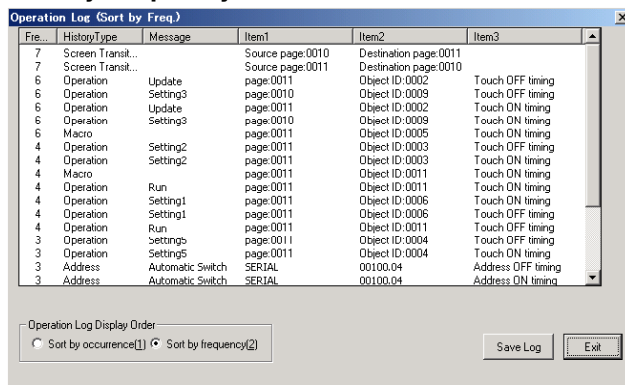 Operation Log (Sort by Freq.)
Fre... HistoryType Message Item1 Item2 Item3
7 Screen Transit... Source page:0010 Destination page:0011
7 Screen Transit... Source page:0011 Destination page:0010
6 Operation Update page:0011 Object ID:0002 Touch OFF timing
6 Operation Setting3 page:0010 Object ID:0009 Touch OFF timing
6 Operation Update page:0011 Object ID:0002 Touch ON timing
6 Operation Setting3 page:0010 Object ID:0009 Touch ON timing
6 Macro page:0011 Object ID:0005 Touch ON timing
4 Operation Setting2 page:0011 Object ID:0003 Touch OFF timing
4 Operation Setting2 page:0011 Object ID:0003 Touch ON timing
4 Macro page:0011 Object ID:0011 Touch ON timing
4 Operation Run page:0011 Object ID:0011 Touch ON timing
4 Operation Setting1 page:0011 Object ID:0006 Touch ON timing
4 Operation Setting1 page:0011 Object ID:0006 Touch OFF timing
4 Operation Run page:0011 Object ID:0011 Touch OFF timing
3 Operation Setting5 page:0011 Object ID:0004 Touch OFF timing
3 Operation Setting5 page:0011 Object ID:0004 Touch ON timing
3 Address Automatic Switch SERIAL 00100.04 Address OFF timing
3 Address Automatic Switch SERIAL 00100.04 Address ON timing
Operation Log Display Order
Sort by occurrence(1) Sort by frequency(2)
Save Log Exit